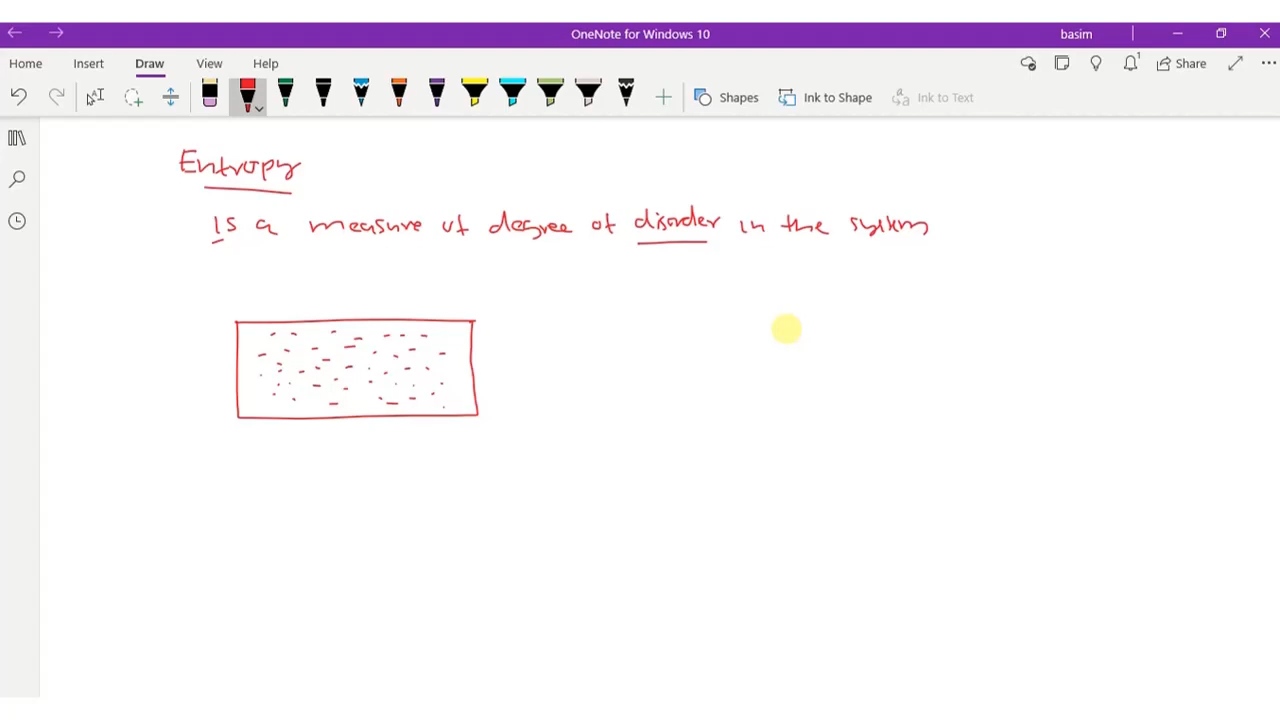 OneNote for Windows 10
basim
Home Insert Draw View Help
1
Share
Shapes
Ink to Shape
Ink to Text
Entropy
Is a measure of degree of disorder in the system